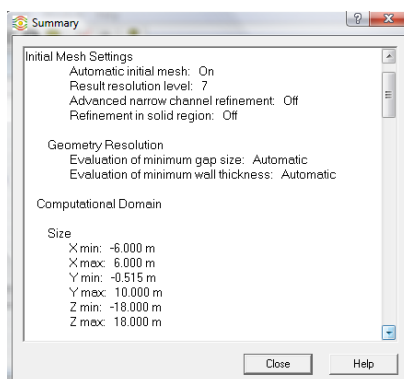 Summary
Initial Mesh Settings
Automatic initial mesh: On
Result resolution level: 7
Advanced narrow channel refinement: Off
Refinement in solid region: Off
Geometry Resolution
Evaluation of minimum gap size: Automatic
Evaluation of minimum wall thickness: Automatic
Computational Domain
Size
X min: -6.000 m
X max: 6.000 m
Y min: -0.515 m
Y max: 10.000 m
Z min: -18.000 m
Z max: 18.000 m
Close Help